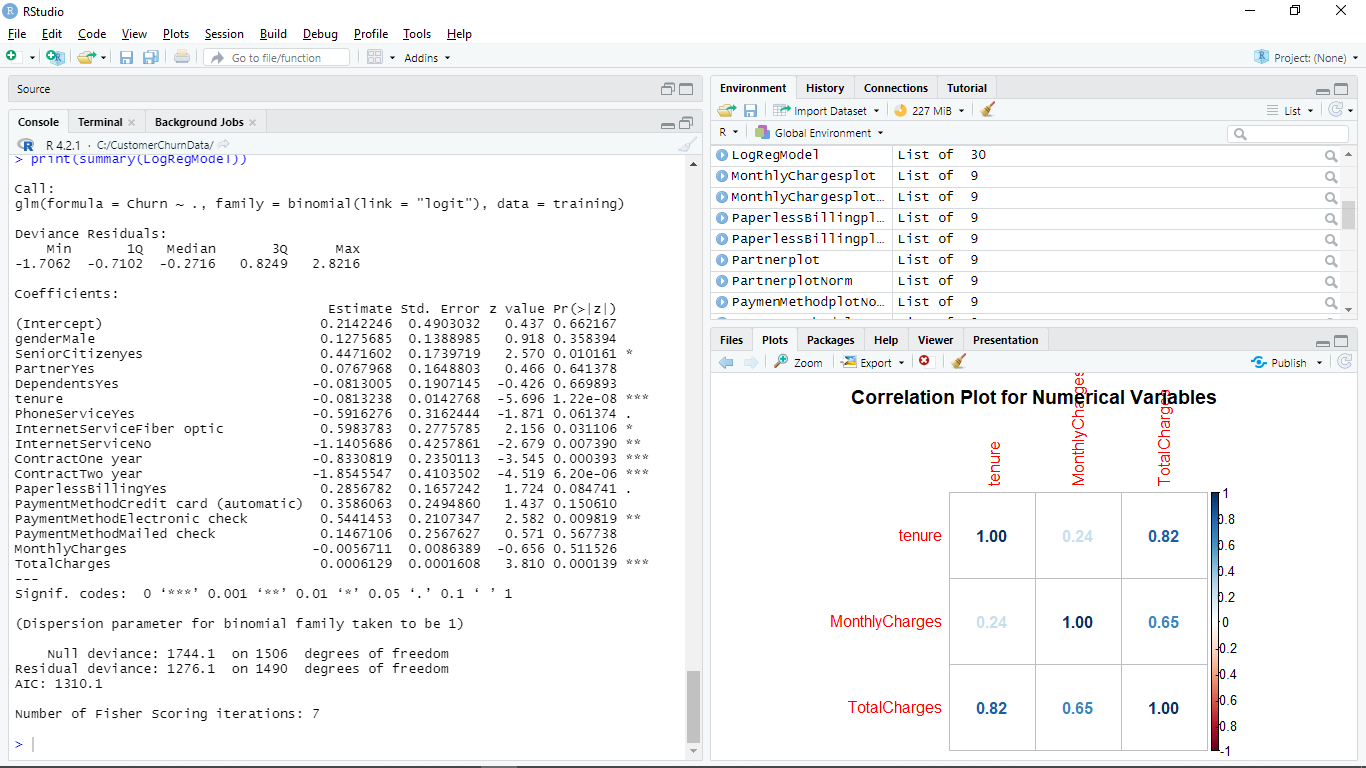 RStudio
File Edit Code View Plots Session Build Debug Profile Tools Help
Go to file/function Addins Project: (None)
Source
Console Terminal Background Jobs
R 4.2.1 · C:/CustomerChurnData/
> print(summary(LogRegModel))
Call:
glm(formula = Churn ~ ., family = binomial(link = "logit"), data = training)
Deviance Residuals:
Min 1Q Median 3Q Max
-1.7062 -0.7102 -0.2716 0.8249 2.8216
Coefficients:
Estimate Std. Error z value Pr(>|z|)
(Intercept) 0.2142246 0.4903032 0.437 0.662167
genderMale 0.1275685 0.1388985 0.918 0.358394
SeniorCitizenyes 0.4471602 0.1739719 2.570 0.010161 *
PartnerYes 0.0767968 0.1648803 0.466 0.641378
DependentsYes -0.0813005 0.1907145 -0.426 0.669893
tenure -0.0813238 0.0142768 -5.696 1.22e-08 ***
PhoneServiceYes -0.5916276 0.3162444 -1.871 0.061374 .
InternetServiceFiber optic 0.5983783 0.2775785 2.156 0.031106 *
InternetServiceNo -1.1405686 0.4257861 -2.679 0.007390 **
ContractOne year -0.8330819 0.2350113 -3.545 0.000393 ***
ContractTwo year -1.8545547 0.4103502 -4.519 6.20e-06 ***
PaperlessBillingYes 0.2856782 0.1657242 1.724 0.084741 .
PaymentMethodCredit card (automatic) 0.3586063 0.2494860 1.437 0.150610
PaymentMethodElectronic check 0.5441453 0.2107347 2.582 0.009819 **
PaymentMethodMailed check 0.1467106 0.2567627 0.571 0.567738
MonthlyCharges -0.0056711 0.0086389 -0.656 0.511526
TotalCharges 0.0006129 0.0001608 3.810 0.000139 ***
---
Signif. codes: 0 ‘***’ 0.001 ‘**’ 0.01 ‘*’ 0.05 ‘.’ 0.1 ‘ ’ 1
(Dispersion parameter for binomial family taken to be 1)
Null deviance: 1744.1 on 1506 degrees of freedom
Residual deviance: 1276.1 on 1490 degrees of freedom
AIC: 1310.1
Number of Fisher Scoring iterations: 7
>
Environment History Connections Tutorial
Import Dataset 227 MiB List
R Global Environment
LogRegModel List of 30
MonthlyChargesplot List of 9
MonthlyChargesplot… List of 9
PaperlessBillingpl… List of 9
PaperlessBillingpl… List of 9
Partnerplot List of 9
PartnerplotNorm List of 9
PaymenMethodplotNo… List of 9
Files Plots Packages Help Viewer Presentation
Zoom Export Publish
Correlation Plot for Numerical Variables
tenure MonthlyCharges TotalCharges
tenure 1.00 0.24 0.82
MonthlyCharges 0.24 1.00 0.65
TotalCharges 0.82 0.65 1.00
1
0.8
0.6
0.4
0.2
0
-0.2
-0.4
-0.6
-0.8
-1